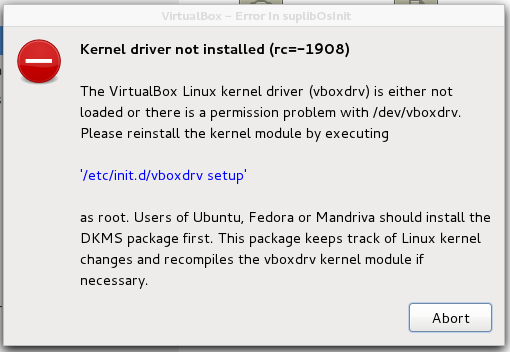 VirtualBox - Error in suplibOsInit
Kernel driver not installed (rc=-1908)
The VirtualBox Linux kernel driver (vboxdrv) is either not
loaded or there is a permission problem with /dev/vboxdrv.
Please reinstall the kernel module by executing
'/etc/init.d/vboxdrv setup'
as root. Users of Ubuntu, Fedora or Mandriva should install the
DKMS package first. This package keeps track of Linux kernel
changes and recompiles the vboxdrv kernel module if
necessary.
Abort